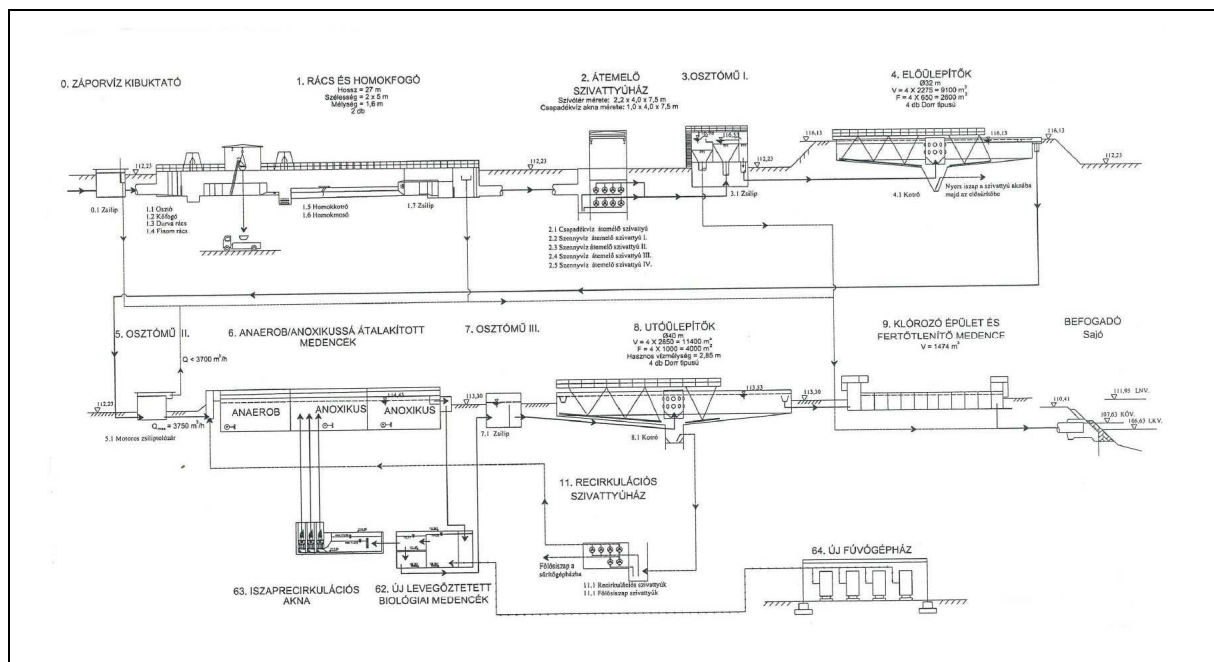 0. ZÁPORVÍZ KIBUKTATÓ
1. RÁCS ÉS HOMOKFOGÓ
Hossz = 27 m
Szélesség = 2 x 5 m
Mélység = 1,6 m
2 db
2. ÁTEMELŐ
SZIVATTYÚHÁZ
Szívótér mérete: 2,2 x 4,0 x 7,5 m
Csapadékvíz akna mérete: 1,0 x 4,0 x 7,5 m
3.OSZTÓMŰ I.
4. ELŐÜLEPÍTŐK
Ø32 m
V = 4 X 2275 = 9100 m³
F = 4 X 650 = 2600 m²
4 db Dorr típusú
112,23
112,23
112,23
116,13
116,13
116,13
112,23
0.1 Zsilip
1.1 Osztó
1.2 Kőfogó
1.3 Durva rács
1.4 Finom rács
1.5 Homokkotró
1.6 Homokmosó
1.7 Zsilip
2.1 Csapadékvíz átemelő szivattyú
2.2 Szennyvíz átemelő szivattyú I.
2.3 Szennyvíz átemelő szivattyú II.
2.4 Szennyvíz átemelő szivattyú III.
2.5 Szennyvíz átemelő szivattyú IV.
3.1 Zsilip
4.1 Kotró
Nyers iszap a szivattyú aknába
majd az elősűrítőbe
5. OSZTÓMŰ II.
6. ANAEROB/ANOXIKUSSÁ ÁTALAKÍTOTT
MEDENCÉK
7. OSZTÓMŰ III.
8. UTÓÜLEPÍTŐK
Ø40 m
V = 4 X 2850 = 11400 m³
F = 4 X 1000 = 4000 m²
Hasznos vízmélység = 2,85 m
4 db Dorr típusú
9. KLÓROZÓ ÉPÜLET ÉS
FERTŐTLENÍTŐ MEDENCE
V = 1474 m³
BEFOGADÓ
Sajó
Q < 3700 m³/h
112,23
ANAEROB
ANOXIKUS
ANOXIKUS
114,43
113,30
113,53
113,30
111,95 LNV.
110,41
107,63 KÖV.
106,63 LKV.
Qmax = 3750 m³/h
5.1 Motoros zsiliptolózár
7.1 Zsilip
8.1 Kotró
11. RECIRKULÁCIÓS
SZIVATTYÚHÁZ
Fölösiszap a
sűrítőgépházba
11.1 Recirkulációs szivattyúk
11.1 Fölösiszap szivattyúk
63. ISZAPRECIRKULÁCIÓS
AKNA
62. ÚJ LEVEGŐZTETETT
BIOLÓGIAI MEDENCÉK
64. ÚJ FÚVÓGÉPHÁZ